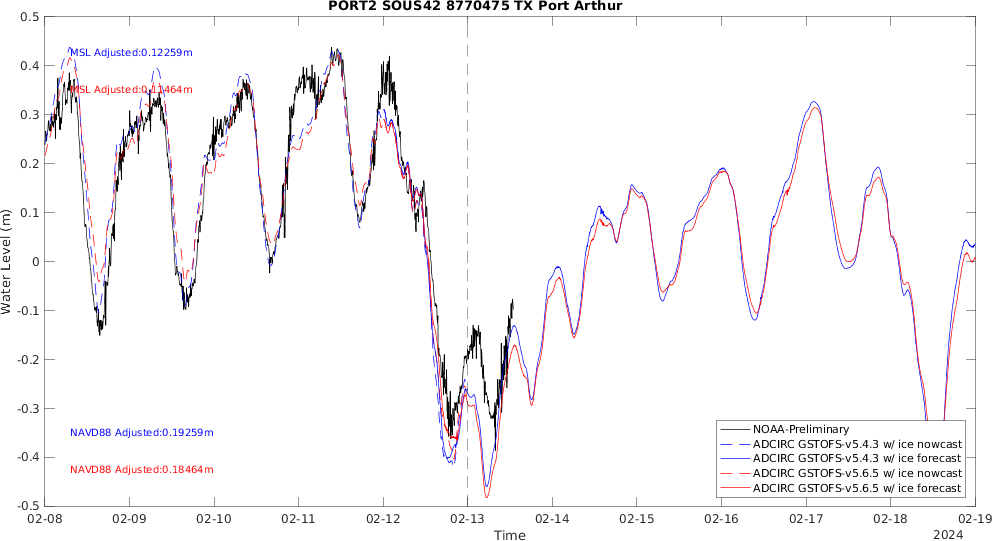 PORT2 SOUS42 8770475 TX Port Arthur
0.5
0.4
0.3
0.2
0.1
0
-0.1
-0.2
-0.3
-0.4
-0.5
Water Level (m)
MSL Adjusted:0.12259m
MSL Adjusted:0.11464m
NAVD88 Adjusted:0.19259m
NAVD88 Adjusted:0.18464m
NOAA-Preliminary
ADCIRC GSTOFS-v5.4.3 w/ ice nowcast
ADCIRC GSTOFS-v5.4.3 w/ ice forecast
ADCIRC GSTOFS-v5.6.5 w/ ice nowcast
ADCIRC GSTOFS-v5.6.5 w/ ice forecast
02-08 02-09 02-10 02-11 02-12 02-13 02-14 02-15 02-16 02-17 02-18 02-19
Time
2024